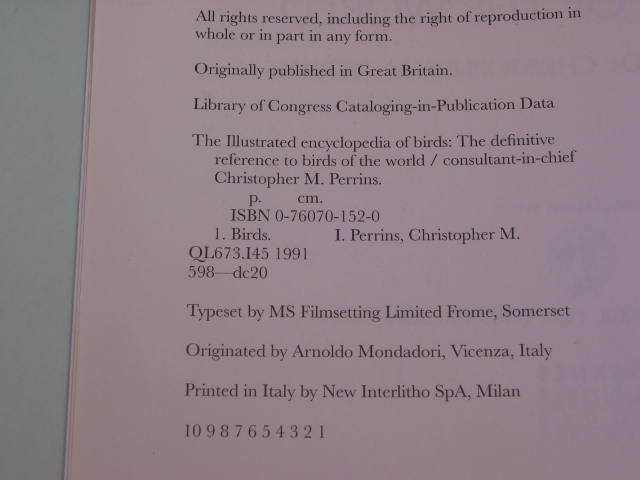 All rights reserved, including the right of reproduction in
whole or in part in any form.
Originally published in Great Britain.
Library of Congress Cataloging-in-Publication Data
The Illustrated encyclopedia of birds: The definitive
reference to birds of the world / consultant-in-chief
Christopher M. Perrins.
p. cm.
ISBN 0-76070-152-0
1. Birds. I. Perrins, Christopher M.
QL673.I45 1991
598—dc20
Typeset by MS Filmsetting Limited Frome, Somerset
Originated by Arnoldo Mondadori, Vicenza, Italy
Printed in Italy by New Interlitho SpA, Milan
10 9 8 7 6 5 4 3 2 1